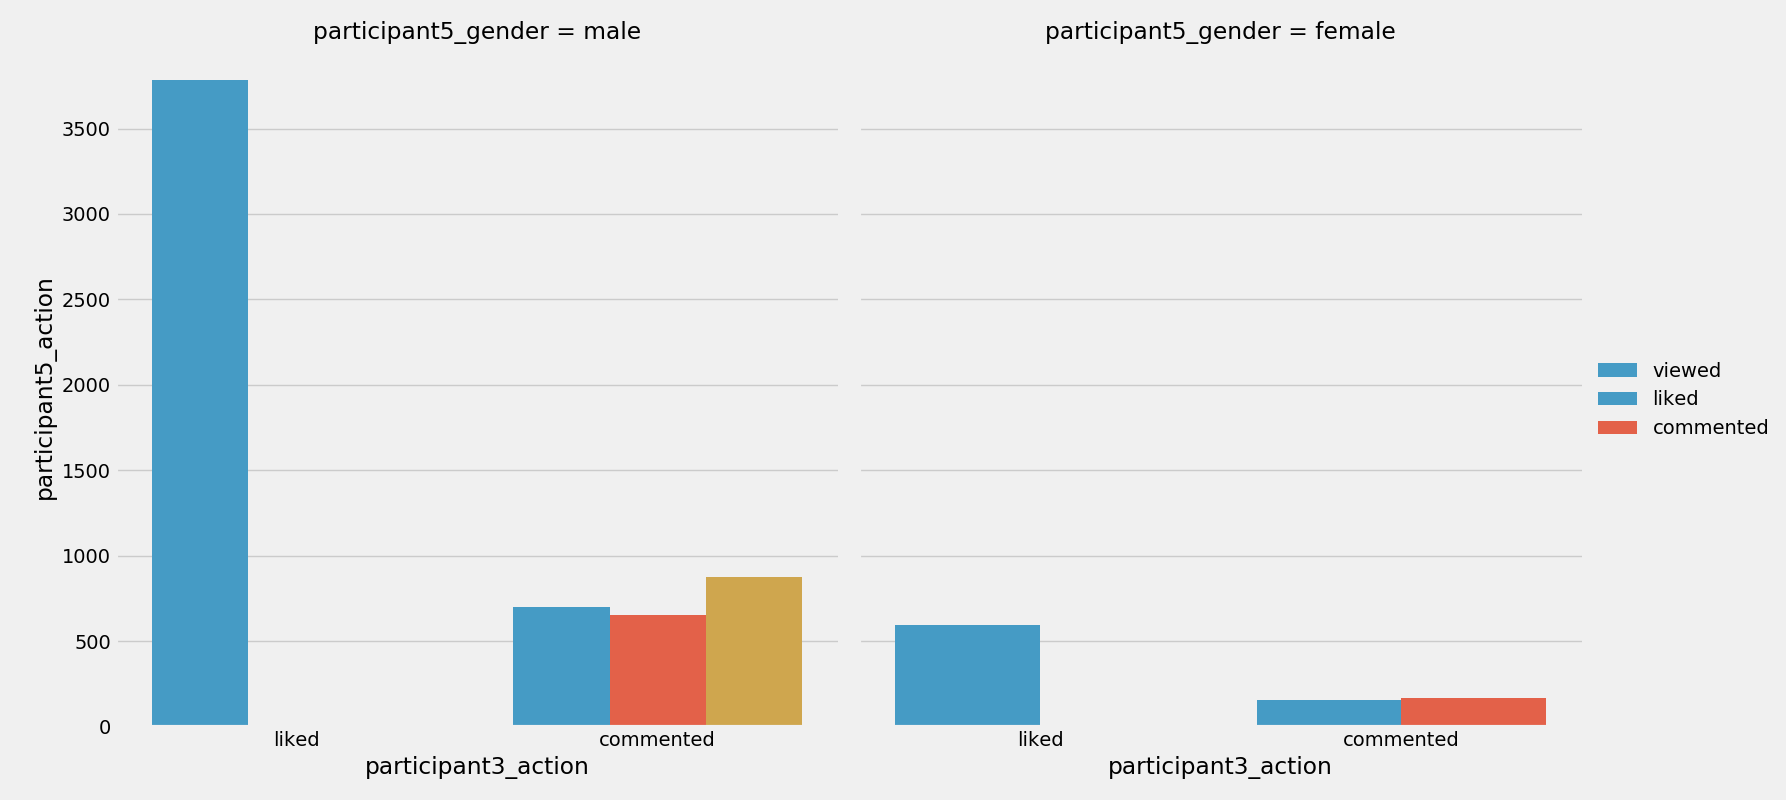 participant5_gender = male
participant5_gender = female
participant5_action
3500
3000
2500
2000
1500
1000
500
0
liked
commented
liked
commented
participant3_action
participant3_action
viewed
liked
commented